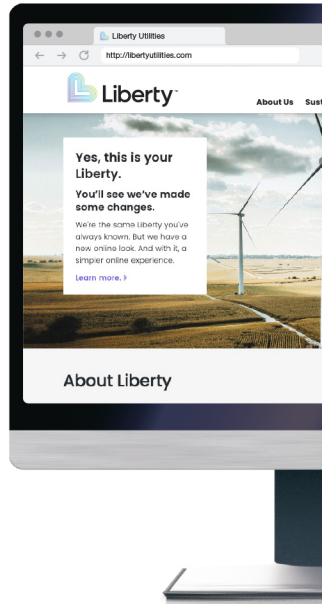 Liberty Utilities
http://libertyutilities.com
Liberty™
About Us Sust
Yes, this is your
Liberty.
You'll see we've made
some changes.
We're the same Liberty you've
always known. But we have a
new online look. And with it, a
simpler online experience.
Learn more.
About Liberty